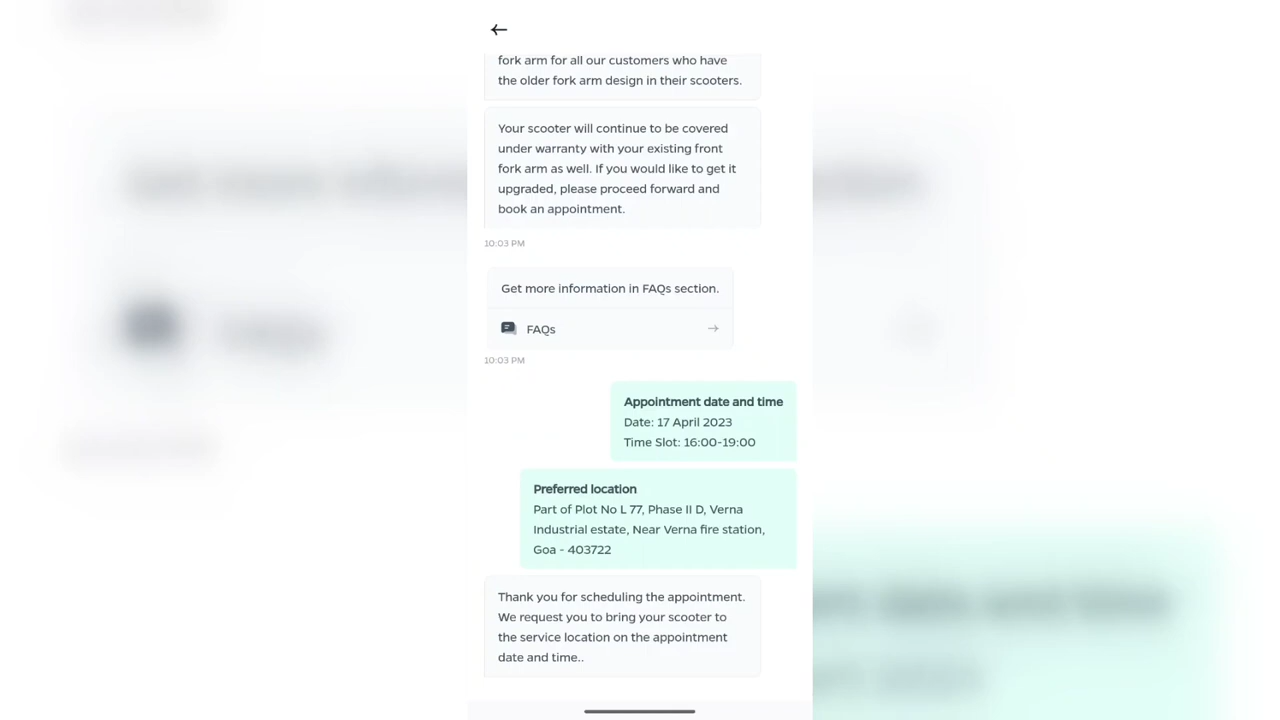 fork arm for all our customers who have
the older fork arm design in their scooters.
Your scooter will continue to be covered
under warranty with your existing front
fork arm as well. If you would like to get it
upgraded, please proceed forward and
book an appointment.
10:03 PM
Get more information in FAQs section.
FAQs
10:03 PM
Appointment date and time
Date: 17 April 2023
Time Slot: 16:00-19:00
Preferred location
Part of Plot No L 77, Phase II D, Verna
Industrial estate, Near Verna fire station,
Goa - 403722
Thank you for scheduling the appointment.
We request you to bring your scooter to
the service location on the appointment
date and time..